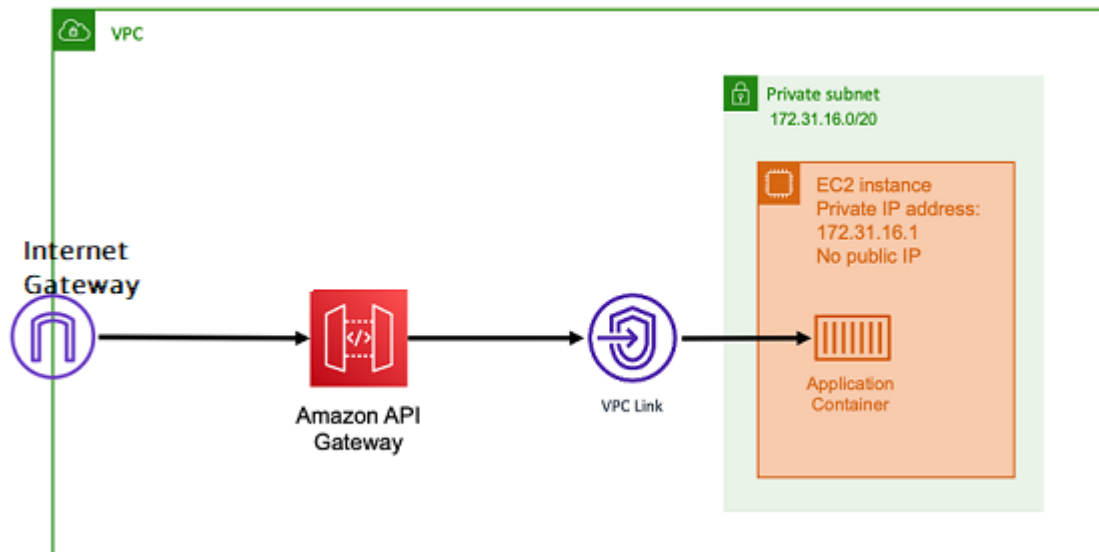 VPC
Private subnet
172.31.16.0/20
EC2 instance
Private IP address:
172.31.16.1
No public IP
Internet
Gateway
</>
Amazon API
Gateway
VPC Link
Application
Container